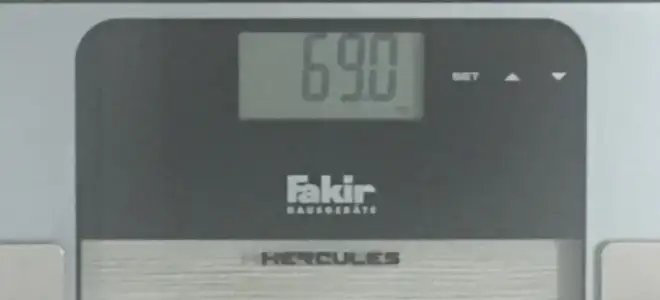 69.0
SET
Fakir
HAUSGERÄTE
HERCULES